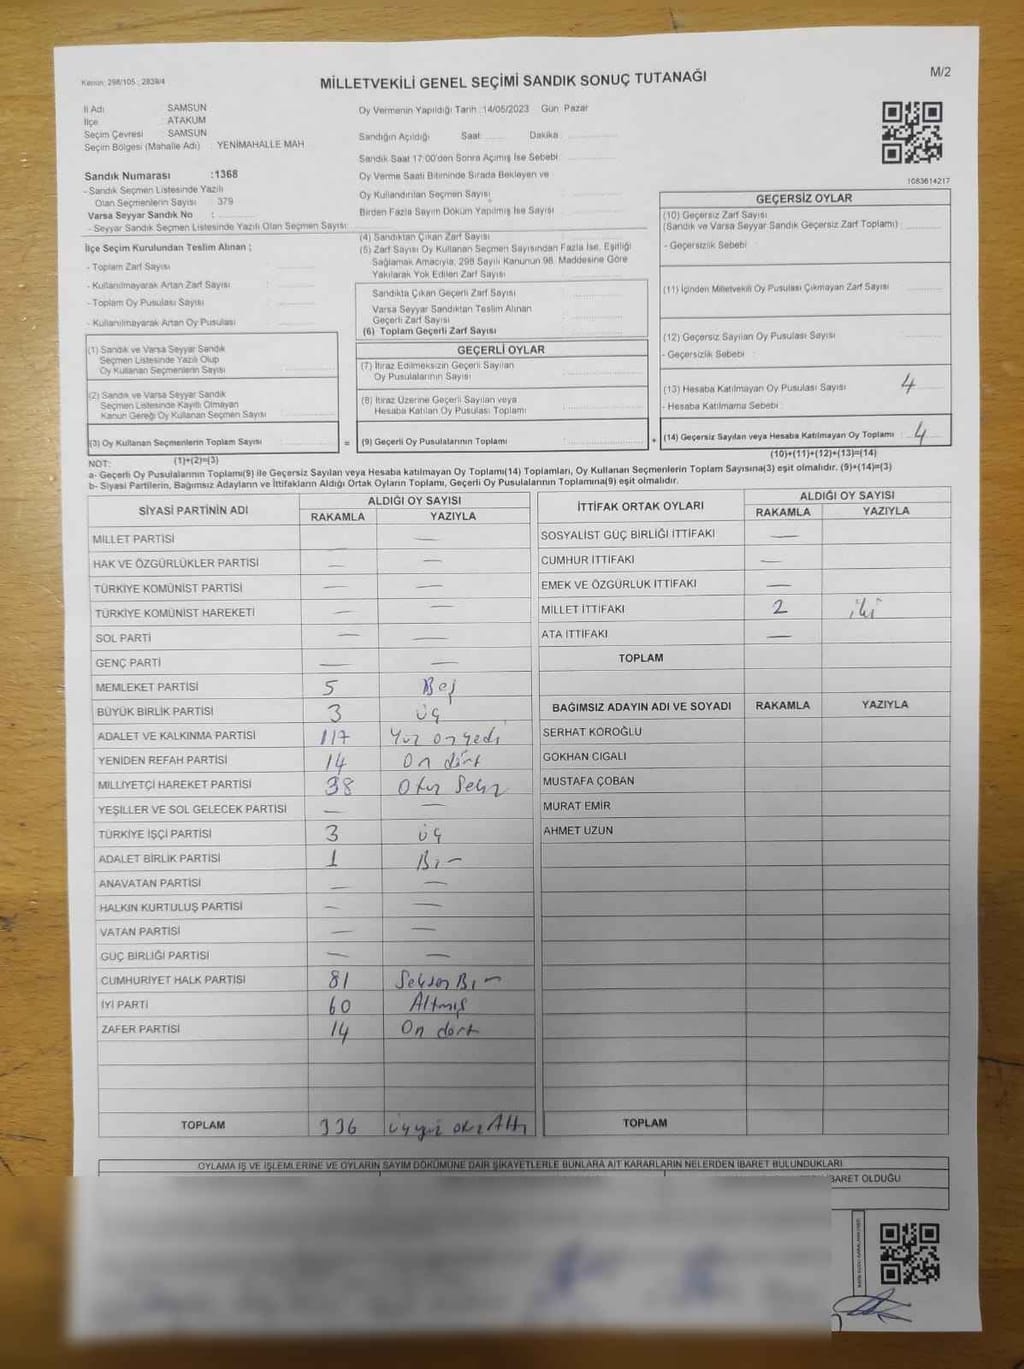 Kanun: 298/105 , 2839/4
MİLLETVEKİLİ GENEL SEÇİMİ SANDIK SONUÇ TUTANAĞI
M/2
İl Adı SAMSUN
İlçe ATAKUM
Seçim Çevresi SAMSUN
Seçim Bölgesi (Mahalle Adı) : YENİMAHALLE MAH
Oy Vermenin Yapıldığı Tarih : 14/05/2023 Gün Pazar
Sandığın Açıldığı Saat Dakika
Sandık Saat 17:00'den Sonra Açımış İse Sebebi
Sandık Numarası :1368
- Sandık Seçmen Listesinde Yazılı
Olan Seçmenlerin Sayısı 379
Varsa Seyyar Sandık No :
- Seyyar Sandık Seçmen Listesinde Yazılı Olan Seçmen Sayısı
Oy Verme Saati Bitiminde Sırada Bekleyen ve
Oy Kullandırılan Seçmen Sayısı
Birden Fazla Sayım Döküm Yapılmış İse Sayısı
1083614217
İlçe Seçim Kurulundan Teslim Alınan :
- Toplam Zarf Sayısı
- Kullanılmayarak Artan Zarf Sayısı :
- Toplam Oy Pusulası Sayısı
- Kullanılmayarak Artan Oy Pusulası
(4) Sandıktan Çıkan Zarf Sayısı
(5) Zarf Sayısı Oy Kullanan Seçmen Sayısından Fazla İse, Eşitliği
Sağlamak Amacıyla, 298 Sayılı Kanunun 98. Maddesine Göre
Yakılarak Yok Edilen Zarf Sayısı
Sandıkta Çıkan Geçerli Zarf Sayısı
Varsa Seyyar Sandıktan Teslim Alınan
Geçerli Zarf Sayısı
(6) Toplam Geçerli Zarf Sayısı
GEÇERSİZ OYLAR
(10) Geçersiz Zarf Sayısı
(Sandık ve Varsa Seyyar Sandık Geçersiz Zarf Toplamı)
- Geçersizlik Sebebi
(11) İçinden Milletvekili Oy Pusulası Çıkmayan Zarf Sayısı
(12) Geçersiz Sayılan Oy Pusulası Sayısı
- Geçersizlik Sebebi
(13) Hesaba Katılmayan Oy Pusulası Sayısı 4
- Hesaba Katılmama Sebebi
(14) Geçersiz Sayılan veya Hesaba Katılmayan Oy Toplamı 4
(10)+(11)+(12)+(13)=(14)
(1) Sandık ve Varsa Seyyar Sandık
Seçmen Listesinde Yazılı Olup
Oy Kullanan Seçmenlerin Sayısı
(2) Sandık ve Varsa Seyyar Sandık
Seçmen Listesinde Kayıtlı Olmayan
Kanun Gereği Oy Kullanan Seçmen Sayısı
(3) Oy Kullanan Seçmenlerin Toplam Sayısı =
(1)+(2)=(3)
GEÇERLİ OYLAR
(7) İtiraz Edilmeksizin Geçerli Sayılan
Oy Pusulalarının Sayısı
(8) İtiraz Üzerine Geçerli Sayılan veya
Hesaba Katılan Oy Pusulası Toplamı
(9) Geçerli Oy Pusulalarının Toplamı +
NOT:
a- Geçerli Oy Pusulalarının Toplamı(9) ile Geçersiz Sayılan veya Hesaba katılmayan Oy Toplamı(14) Toplamları, Oy Kullanan Seçmenlerin Toplam Sayısına(3) eşit olmalıdır. (9)+(14)=(3)
b- Siyasi Partilerin, Bağımsız Adayların ve İttifakların Aldığı Ortak Oyların Toplamı, Geçerli Oy Pusulalarının Toplamına(9) eşit olmalıdır.
SİYASİ PARTİNİN ADI ALDIĞI OY SAYISI
RAKAMLA YAZIYLA
MİLLET PARTİSİ —
HAK VE ÖZGÜRLÜKLER PARTİSİ — —
TÜRKİYE KOMÜNİST PARTİSİ — —
TÜRKİYE KOMÜNİST HAREKETİ — —
SOL PARTİ — —
GENÇ PARTİ — —
MEMLEKET PARTİSİ 5 Beş
BÜYÜK BİRLİK PARTİSİ 3 üç
ADALET VE KALKINMA PARTİSİ 117 Yüz on yedi
YENİDEN REFAH PARTİSİ 14 On dört
MİLLİYETÇİ HAREKET PARTİSİ 38 Otuz Sekiz
YEŞİLLER VE SOL GELECEK PARTİSİ — —
TÜRKİYE İŞÇİ PARTİSİ 3 üç
ADALET BİRLİK PARTİSİ 1 Bir
ANAVATAN PARTİSİ — —
HALKIN KURTULUŞ PARTİSİ — —
VATAN PARTİSİ — —
GÜÇ BİRLİĞİ PARTİSİ — —
CUMHURİYET HALK PARTİSİ 81 Seksen Bir
İYİ PARTİ 60 Altmış
ZAFER PARTİSİ 14 On dört
TOPLAM 336 üçyüz otuz Altı
İTTİFAK ORTAK OYLARI ALDIĞI OY SAYISI
RAKAMLA YAZIYLA
SOSYALİST GÜÇ BİRLİĞİ İTTİFAKI —
CUMHUR İTTİFAKI —
EMEK VE ÖZGÜRLÜK İTTİFAKI —
MİLLET İTTİFAKI 2 iki
ATA İTTİFAKI —
TOPLAM
BAĞIMSIZ ADAYIN ADI VE SOYADI RAKAMLA YAZIYLA
SERHAT KÖROĞLU
GÖKHAN CIGALI
MUSTAFA ÇOBAN
MURAT EMİR
AHMET UZUN
TOPLAM
OYLAMA İŞ VE İŞLEMLERİNE VE OYLARIN SAYIM DÖKÜMÜNE DAİR ŞİKAYETLERLE BUNLARA AİT KARARLARIN NELERDEN İBARET BULUNDUKLARI
BARET OLDUĞU